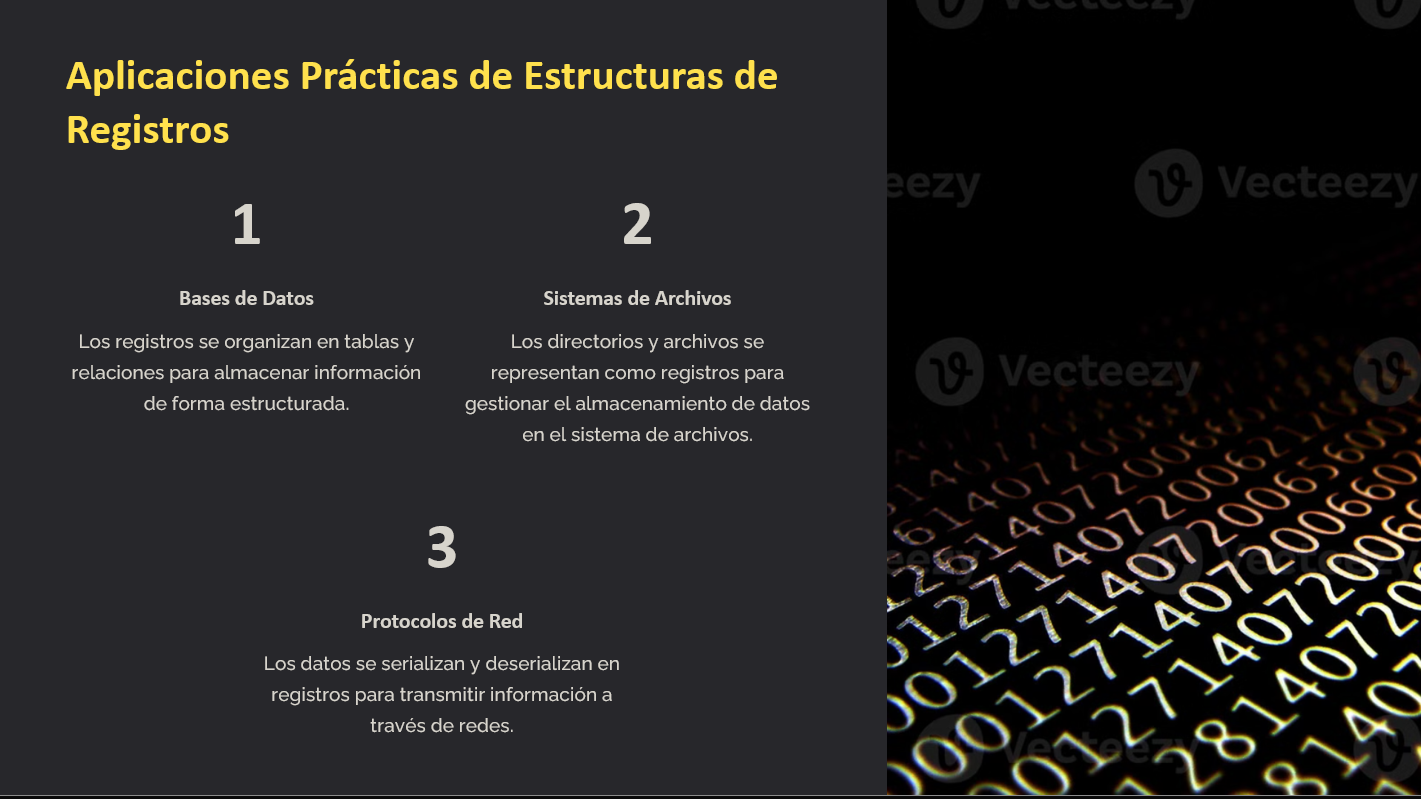 Aplicaciones Prácticas de Estructuras de
Registros
1
Bases de Datos
Los registros se organizan en tablas y
relaciones para almacenar información
de forma estructurada.
2
Sistemas de Archivos
Los directorios y archivos se
representan como registros para
gestionar el almacenamiento de datos
en el sistema de archivos.
3
Protocolos de Red
Los datos se serializan y deserializan en
registros para transmitir información a
través de redes.
Vecteezy
Vecteezy
Vecteezy